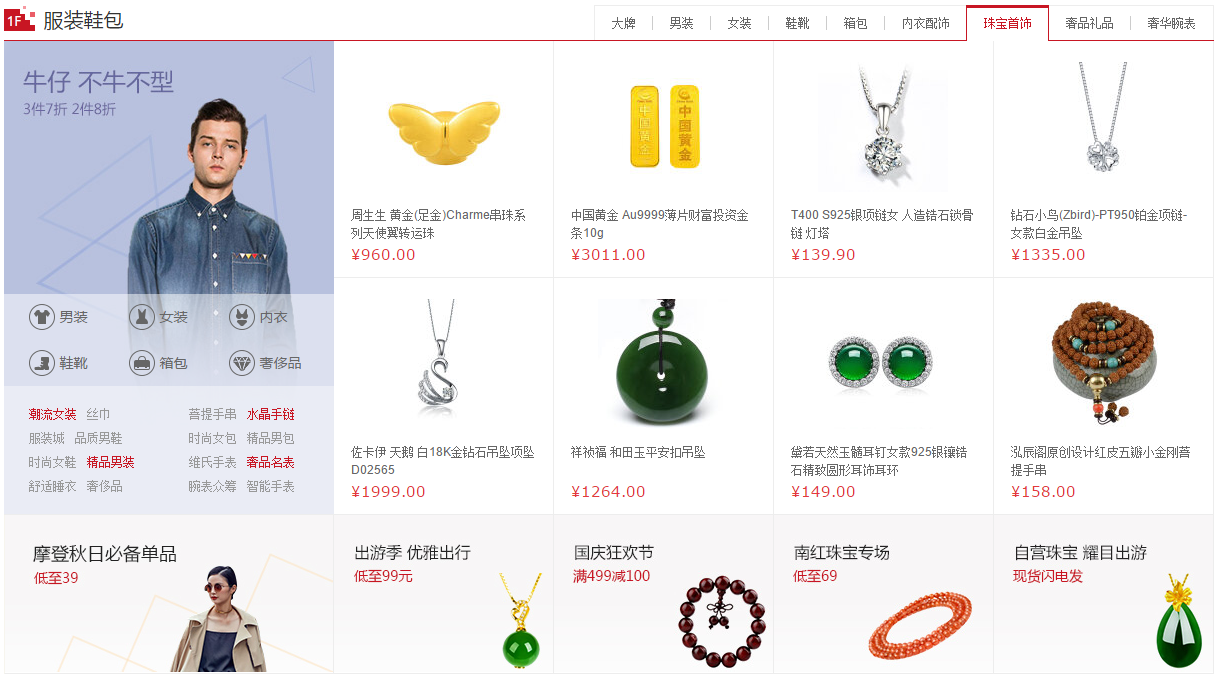 1F 服装鞋包
大牌 男装 女装 鞋靴 箱包 内衣配饰 珠宝首饰 奢品礼品 奢华腕表
牛仔 不牛不型
3件7折 2件8折
男装 女装 内衣
鞋靴 箱包 奢侈品
潮流女装 丝巾 菩提手串 水晶手链
服装城 品质男鞋 时尚女包 精品男包
时尚女鞋 精品男装 维氏手表 奢品名表
舒适睡衣 奢侈品 腕表众筹 智能手表
中国黄金
中国黄金
周生生 黄金(足金)Charme串珠系
列天使翼转运珠
¥960.00
中国黄金 Au9999薄片财富投资金
条10g
¥3011.00
T400 S925银项链女 人造锆石锁骨
链 灯塔
¥139.90
钻石小鸟(Zbird)-PT950铂金项链-
女款白金吊坠
¥1335.00
佐卡伊 天鹅 白18K金钻石吊坠项坠
D02565
¥1999.00
祥祯福 和田玉平安扣吊坠
¥1264.00
黛若天然玉髓耳钉女款925银镶锆
石精致圆形耳饰耳环
¥149.00
泓辰阁原创设计红皮五瓣小金刚菩
提手串
¥158.00
摩登秋日必备单品
低至39
出游季 优雅出行
低至99元
国庆狂欢节
满499减100
南红珠宝专场
低至69
自营珠宝 耀目出游
现货闪电发